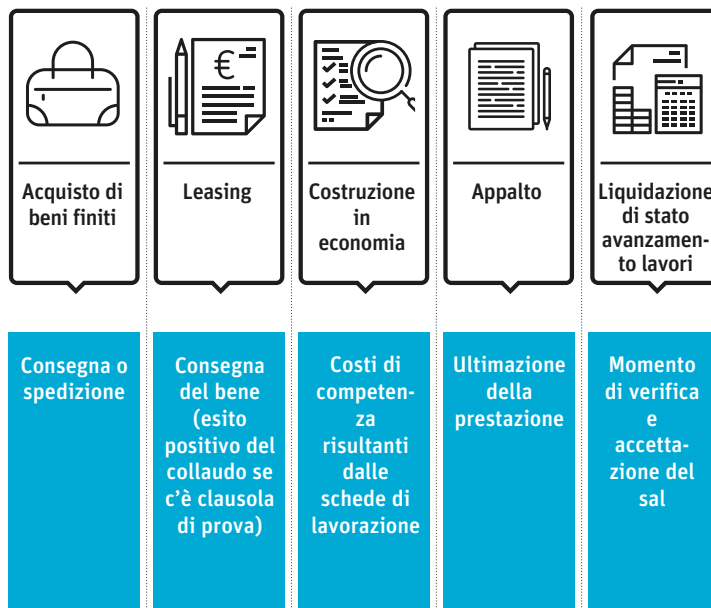 €
Acquisto di
beni finiti
Leasing
Costruzione
in
economia
Appalto
Liquidazione
di stato
avanzamen-
to lavori
Consegna o
spedizione
Consegna
del bene
(esito
positivo del
collaudo se
c'è clausola
di prova)
Costi di
competen-
za
risultanti
dalle
schede di
lavorazione
Ultimazione
della
prestazione
Momento
di verifica
e
accetta-
zione del
sal